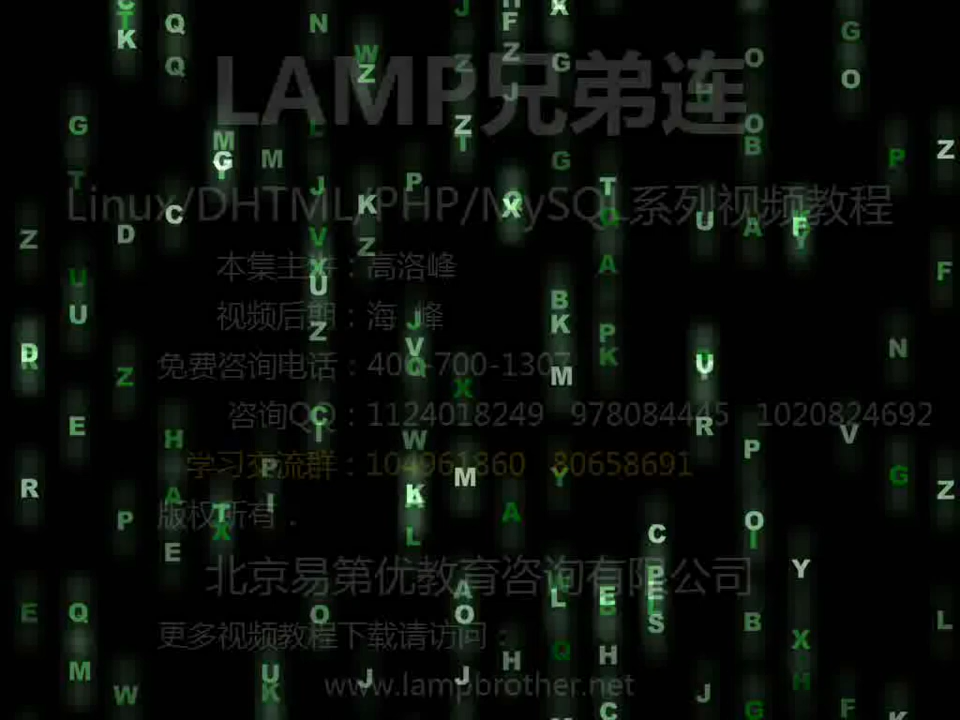 LAMP兄弟连
Linux/DHTML/PHP/MySQL系列视频教程
本集主讲：高洛峰
视频后期：海 峰
免费咨询电话：400-700-1307
咨询QQ：1124018249 978084445 1020824692
学习交流群：104961860 80658691
版权所有．
北京易第优教育咨询有限公司
更多视频教程下载请访问：
www.lampbrother.net